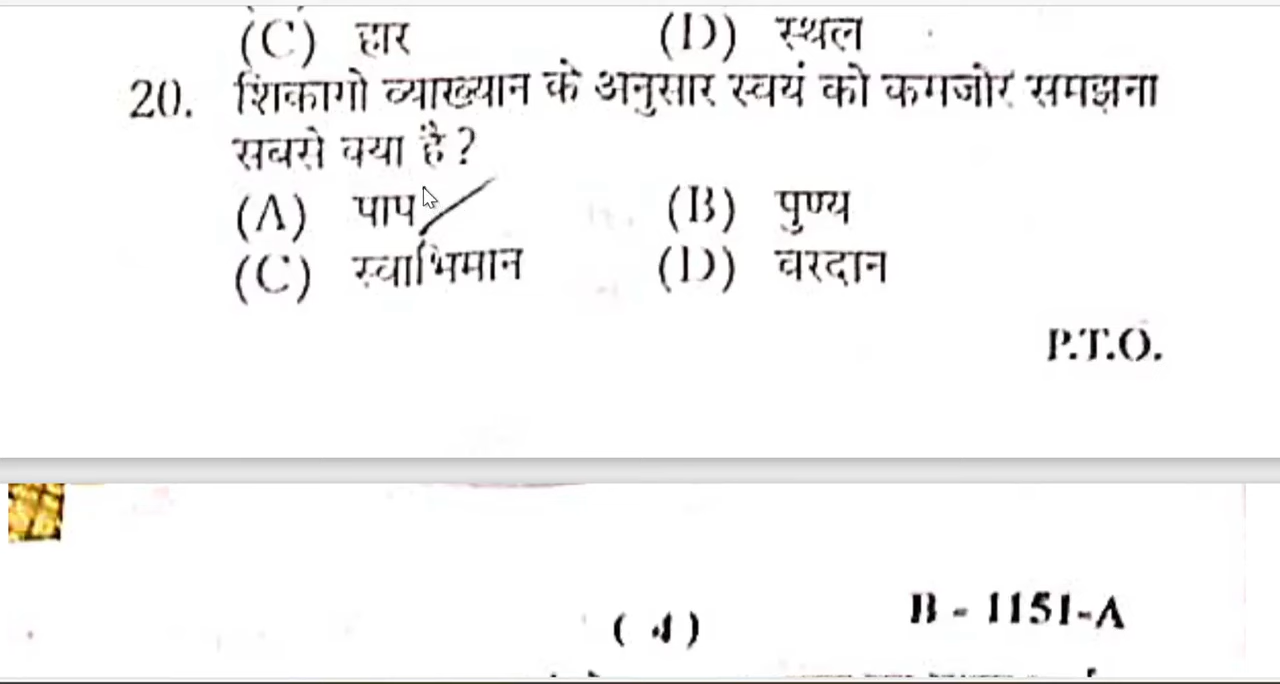 (C) हार (D) स्थल
20. शिकागो व्याख्यान के अनुसार स्वयं को कमजोर समझना
सबसे क्या है ?
(A) पाप (B) पुण्य
(C) स्वाभिमान (D) वरदान
P.T.O.
( 4 ) B - 1151-A